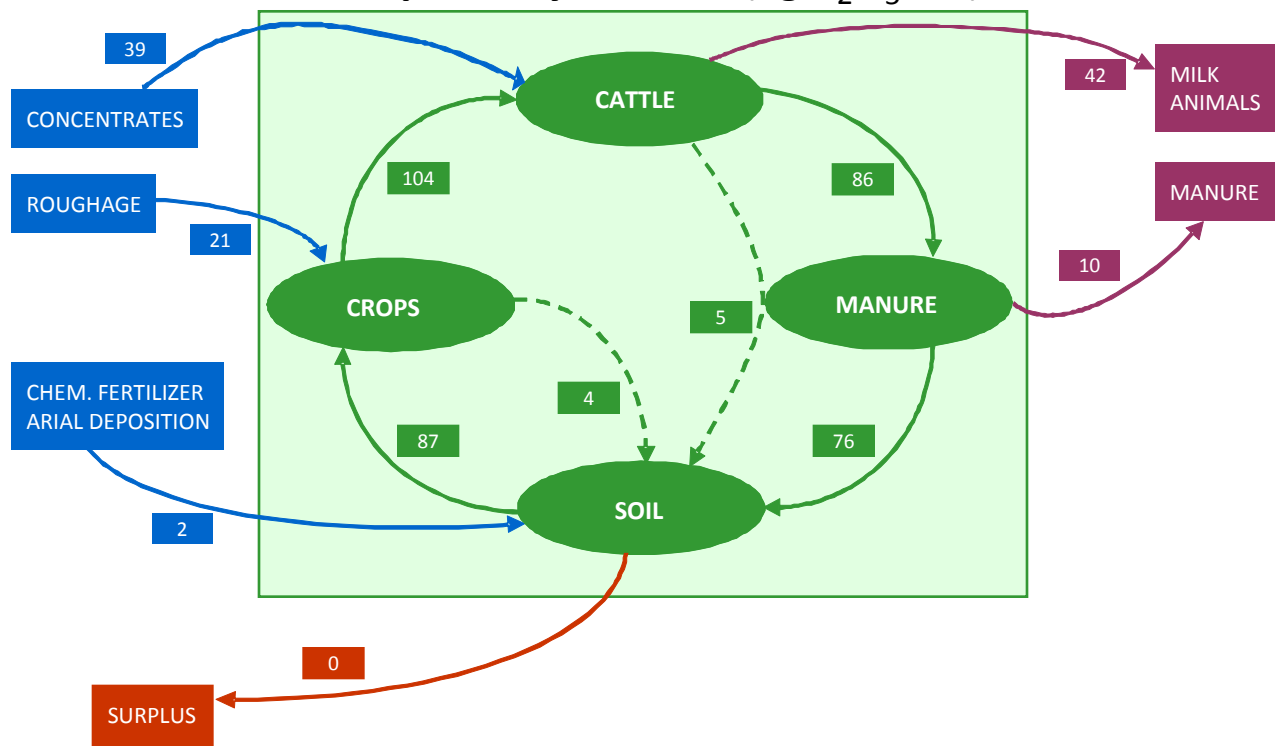 39
CONCENTRATES
CATTLE
42
MILK
ANIMALS
104
86
ROUGHAGE
21
MANURE
10
CROPS
5
MANURE
CHEM. FERTILIZER
ARIAL DEPOSITION
4
87
76
2
SOIL
0
SURPLUS